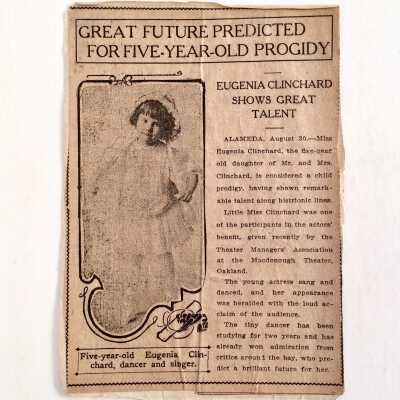 GREAT FUTURE PREDICTED
FOR FIVE-YEAR-OLD PROGIDY
EUGENIA CLINCHARD
SHOWS GREAT
TALENT
ALAMEDA, August 20.—Miss
Eugenia Clinchard, the five-year
old daughter of Mr. and Mrs.
Clinchard, is considered a child
prodigy, having shown remark-
able talent along histrionic lines.
Little Miss Clinchard was one
of the participants in the actors'
benefit, given recently by the
Theater Managers' Association
at the Macdonough Theater,
Oakland.
The young actress sang and
danced, and her appearance
was heralded with the loud ac-
claim of the audience.
The tiny dancer has been
studying for two years and has
already won admiration from
critics around the bay, who pre-
dict a brilliant future for her.
Five-year-old Eugenia Clin-
chard, dancer and singer.